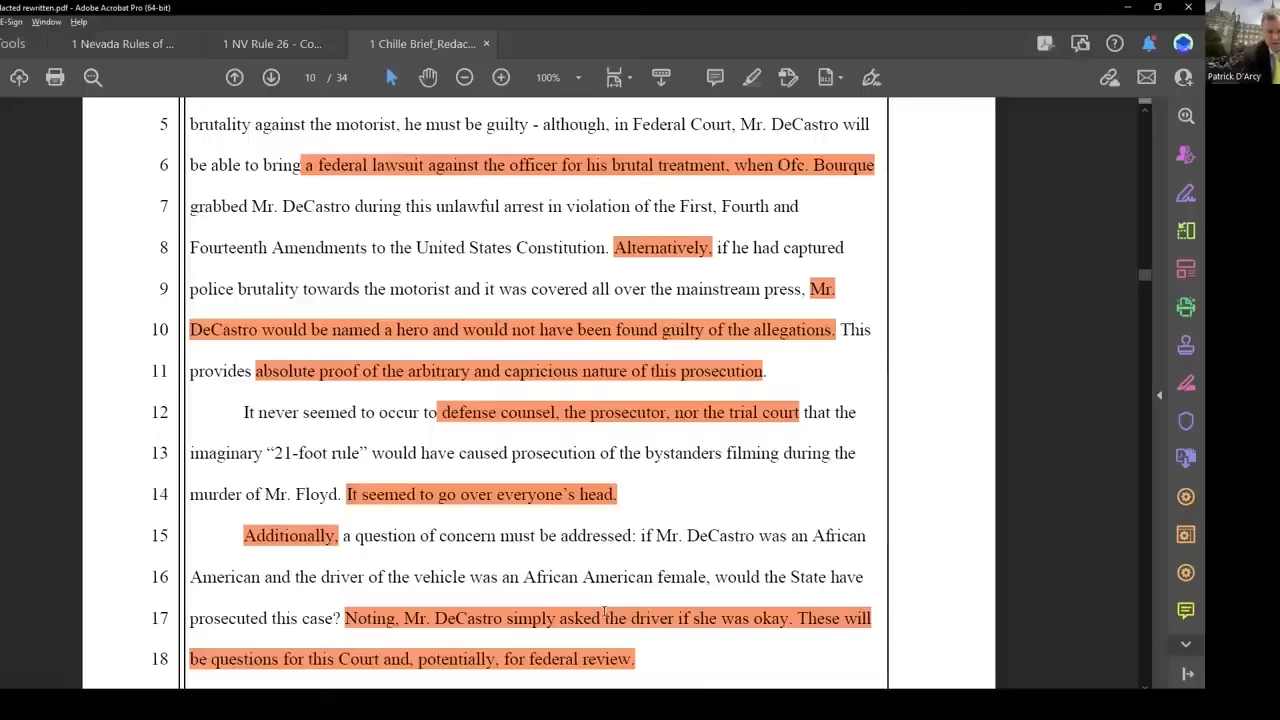 dacted rewritten.pdf - Adobe Acrobat Pro (64-bit)
E-Sign Window Help
Tools 1 Nevada Rules of ... 1 NV Rule 26 - Co... 1 Chille Brief_Redac... ×
10 / 34 100%
Patrick D'Arcy
5 brutality against the motorist, he must be guilty - although, in Federal Court, Mr. DeCastro will
6 be able to bring a federal lawsuit against the officer for his brutal treatment, when Ofc. Bourque
7 grabbed Mr. DeCastro during this unlawful arrest in violation of the First, Fourth and
8 Fourteenth Amendments to the United States Constitution. Alternatively, if he had captured
9 police brutality towards the motorist and it was covered all over the mainstream press, Mr.
10 DeCastro would be named a hero and would not have been found guilty of the allegations. This
11 provides absolute proof of the arbitrary and capricious nature of this prosecution.
12 It never seemed to occur to defense counsel, the prosecutor, nor the trial court that the
13 imaginary “21-foot rule” would have caused prosecution of the bystanders filming during the
14 murder of Mr. Floyd. It seemed to go over everyone’s head.
15 Additionally, a question of concern must be addressed: if Mr. DeCastro was an African
16 American and the driver of the vehicle was an African American female, would the State have
17 prosecuted this case? Noting, Mr. DeCastro simply asked the driver if she was okay. These will
18 be questions for this Court and, potentially, for federal review.